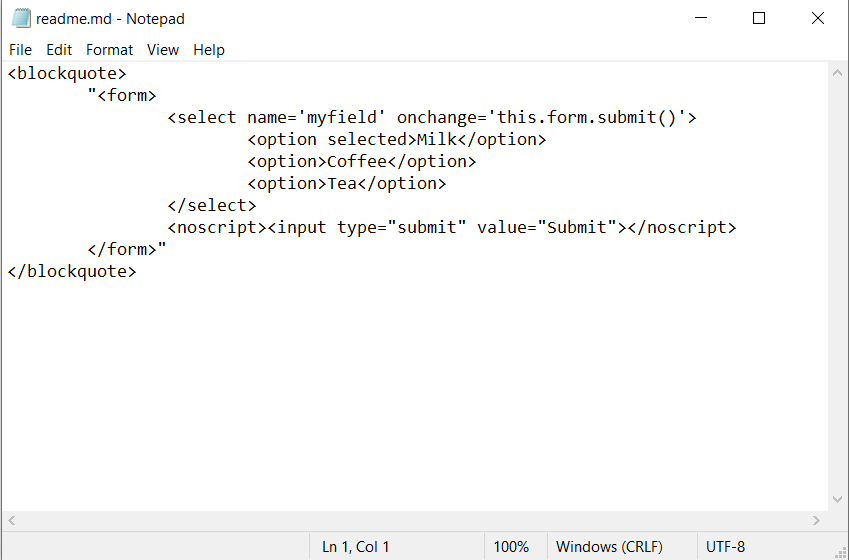 readme.md - Notepad
File Edit Format View Help
<blockquote>
"<form>
<select name='myfield' onchange='this.form.submit()'>
<option selected>Milk</option>
<option>Coffee</option>
<option>Tea</option>
</select>
<noscript><input type="submit" value="Submit"></noscript>
</form>"
</blockquote>
Ln 1, Col 1 100% Windows (CRLF) UTF-8